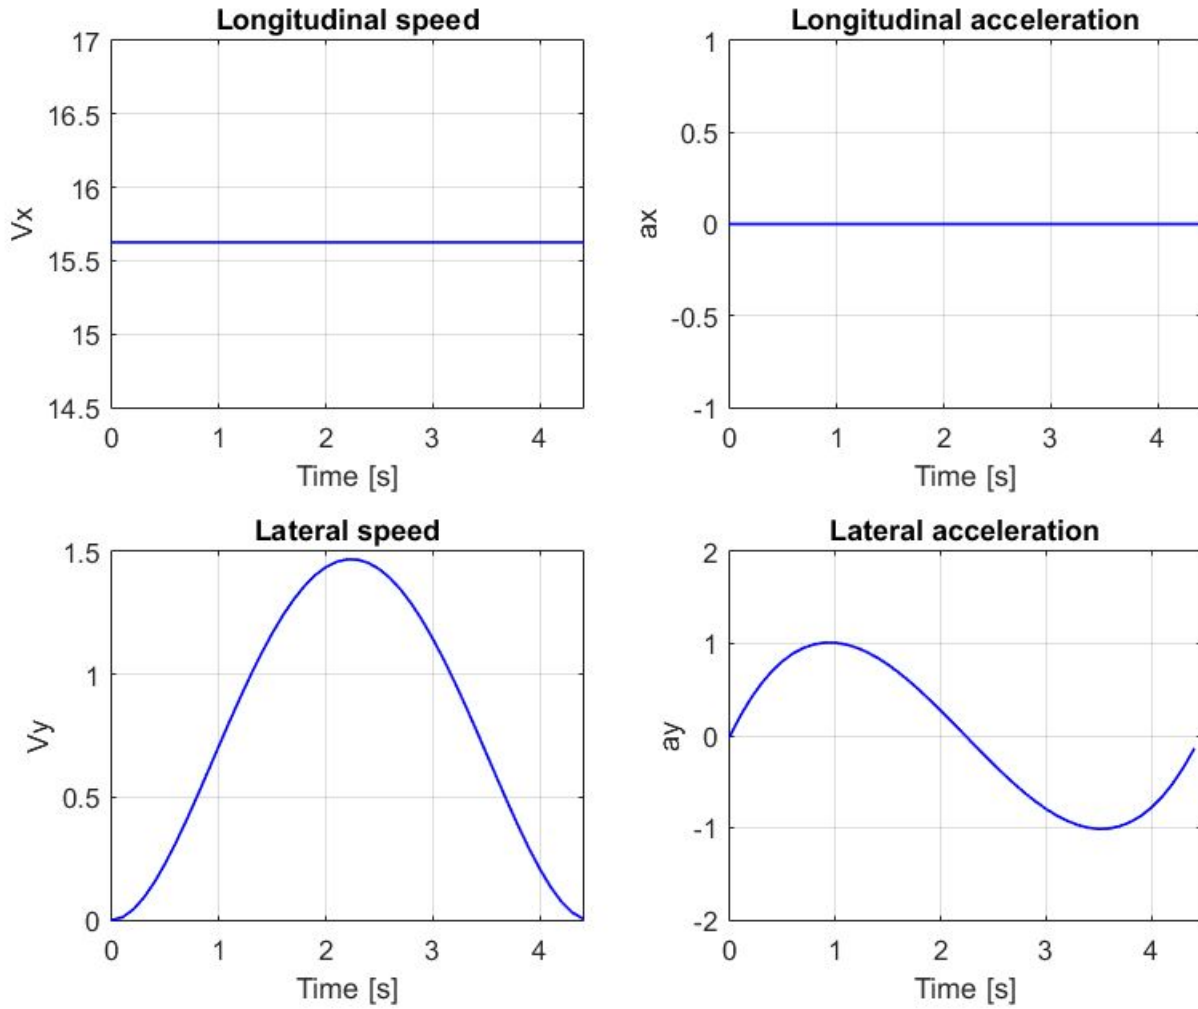 Longitudinal speed
17
16.5
16
15.5
15
14.5
Vx
0 1 2 3 4
Time [s]
Longitudinal acceleration
1
0.5
0
-0.5
-1
ax
0 1 2 3 4
Time [s]
Lateral speed
1.5
1
0.5
0
Vy
0 1 2 3 4
Time [s]
Lateral acceleration
2
1
0
-1
-2
ay
0 1 2 3 4
Time [s]